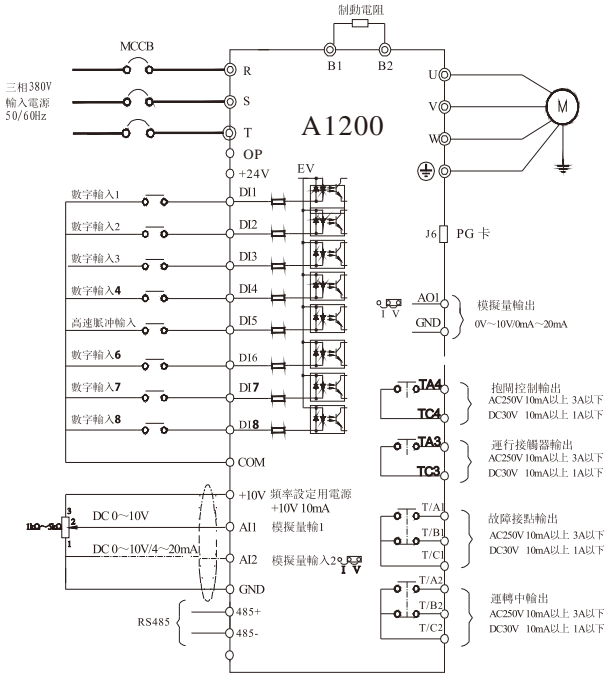 制動電阻
B1
B2
MCCB
三相380V
輸入電源
50/60Hz
R
S
T
A1200
U
V
W
M
OP
+24V
EV
數字輸入1
DI1
數字輸入2
DI2
數字輸入3
DI3
數字輸入4
DI4
高速脈冲輸入
DI5
數字輸入6
DI6
數字輸入7
DI7
數字輸入8
DI8
COM
J6
PG 卡
I V
AO1
GND
模擬量輸出
0V～10V/0mA～20mA
TA4
TC4
抱閘控制輸出
AC250V 10mA以上 3A以下
DC30V 10mA以上 1A以下
TA3
TC3
運行接觸器輸出
AC250V 10mA以上 3A以下
DC30V 10mA以上 1A以下
T/A1
T/B1
T/C1
故障接點輸出
AC250V 10mA以上 3A以下
DC30V 10mA以上 1A以下
T/A2
T/B2
T/C2
運轉中輸出
AC250V 10mA以上 3A以下
DC30V 10mA以上 1A以下
+10V 頻率設定用電源
+10V 10mA
1kΩ～5kΩ
3
2
1
DC 0～10V
AI1 模擬量輸1
DC 0～10V/4～20mA
AI2 模擬量輸入2
I V
GND
RS485
485+
485-